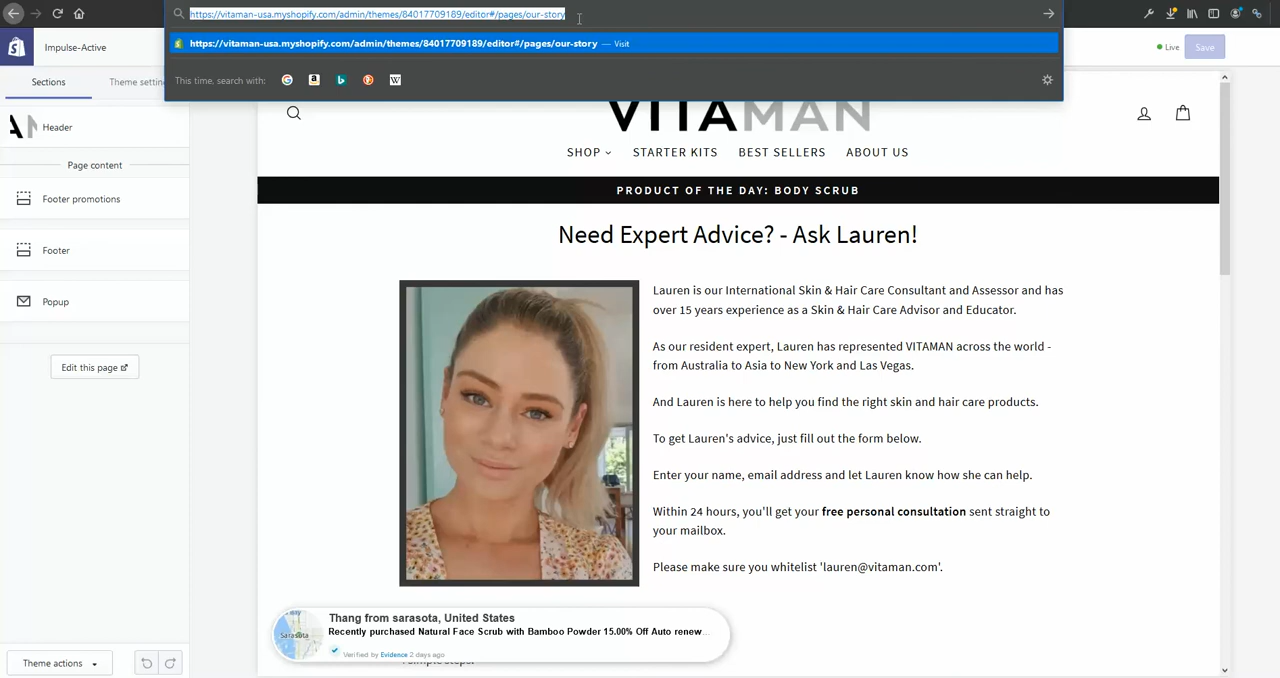 https://vitaman-usa.myshopify.com/admin/themes/84017709189/editor#/pages/our-story
https://vitaman-usa.myshopify.com/admin/themes/84017709189/editor#/pages/our-story — Visit
This time, search with:
Impulse-Active
Live
Save
Sections
Theme settin
Header
Page content
Footer promotions
Footer
Popup
Edit this page
Theme actions
VITAMAN
SHOP
STARTER KITS
BEST SELLERS
ABOUT US
PRODUCT OF THE DAY: BODY SCRUB
Need Expert Advice? - Ask Lauren!
Lauren is our International Skin & Hair Care Consultant and Assessor and has
over 15 years experience as a Skin & Hair Care Advisor and Educator.
As our resident expert, Lauren has represented VITAMAN across the world -
from Australia to Asia to New York and Las Vegas.
And Lauren is here to help you find the right skin and hair care products.
To get Lauren's advice, just fill out the form below.
Enter your name, email address and let Lauren know how she can help.
Within 24 hours, you'll get your free personal consultation sent straight to
your mailbox.
Please make sure you whitelist 'lauren@vitaman.com'.
Sarasota
Thang from sarasota, United States
Recently purchased Natural Face Scrub with Bamboo Powder 15.00% Off Auto renew...
Verified by Evidence 2 days ago